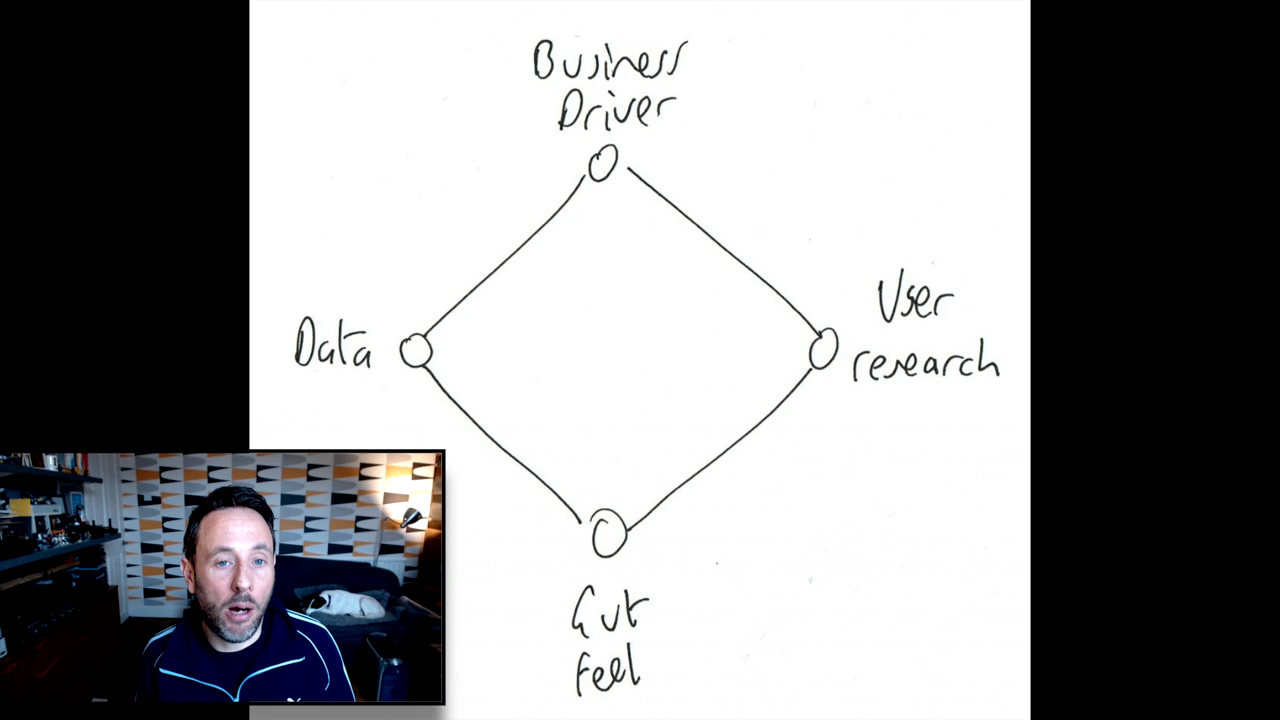 Business
Driver
Data
User
research
Gut
Feel